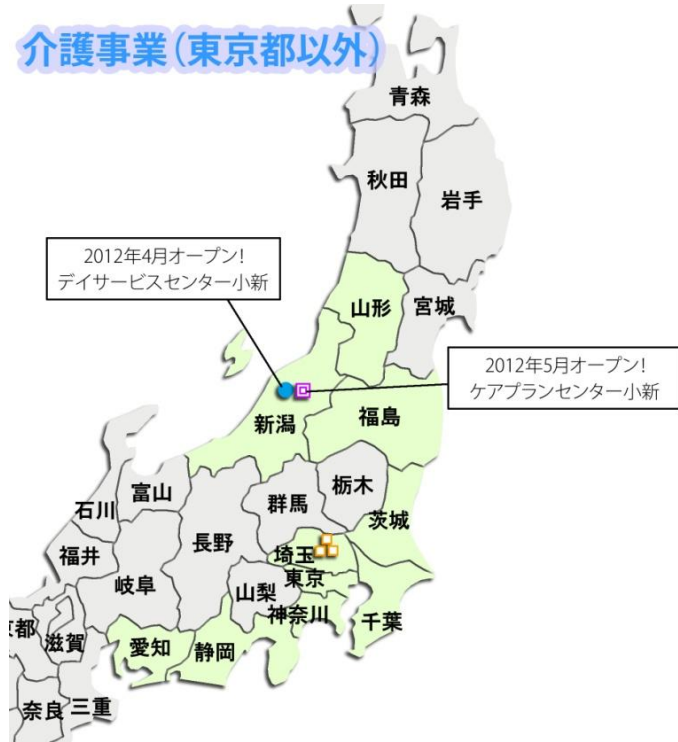 介護事業(東京都以外)
青森
秋田
岩手
2012年4月オープン!
デイサービスセンター小新
山形
宮城
2012年5月オープン!
ケアプランセンター小新
新潟
福島
富山
石川
群馬
栃木
長野
茨城
福井
埼玉
岐阜
山梨
東京
神奈川
千葉
都
滋賀
愛知
静岡
奈良
三重